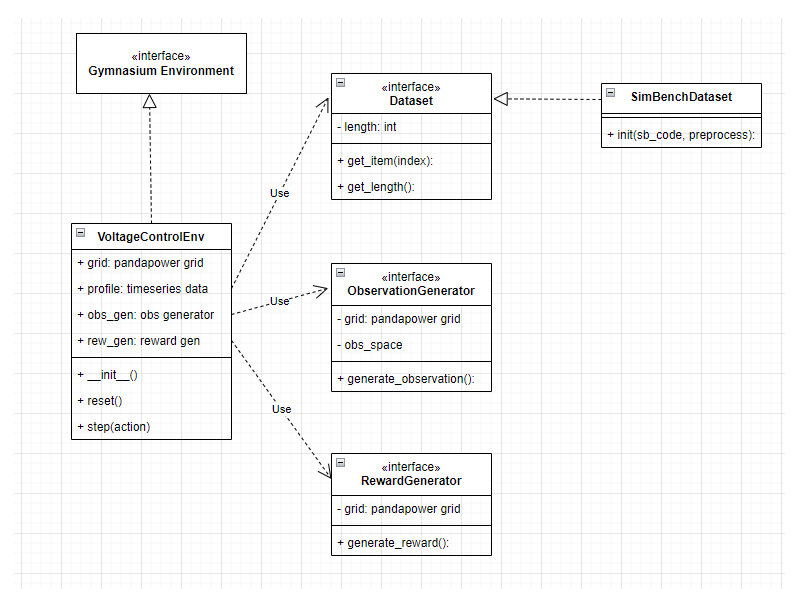 «interface»
Gymnasium Environment
«interface»
Dataset
- length: int
+ get_item(index):
+ get_length():
SimBenchDataset
+ init(sb_code, preprocess):
Use
VoltageControlEnv
+ grid: pandapower grid
+ profile: timeseries data
+ obs_gen: obs generator
+ rew_gen: reward gen
+ __init__()
+ reset()
+ step(action)
Use
«interface»
ObservationGenerator
- grid: pandapower grid
- obs_space
+ generate_observation():
Use
«interface»
RewardGenerator
- grid: pandapower grid
+ generate_reward():